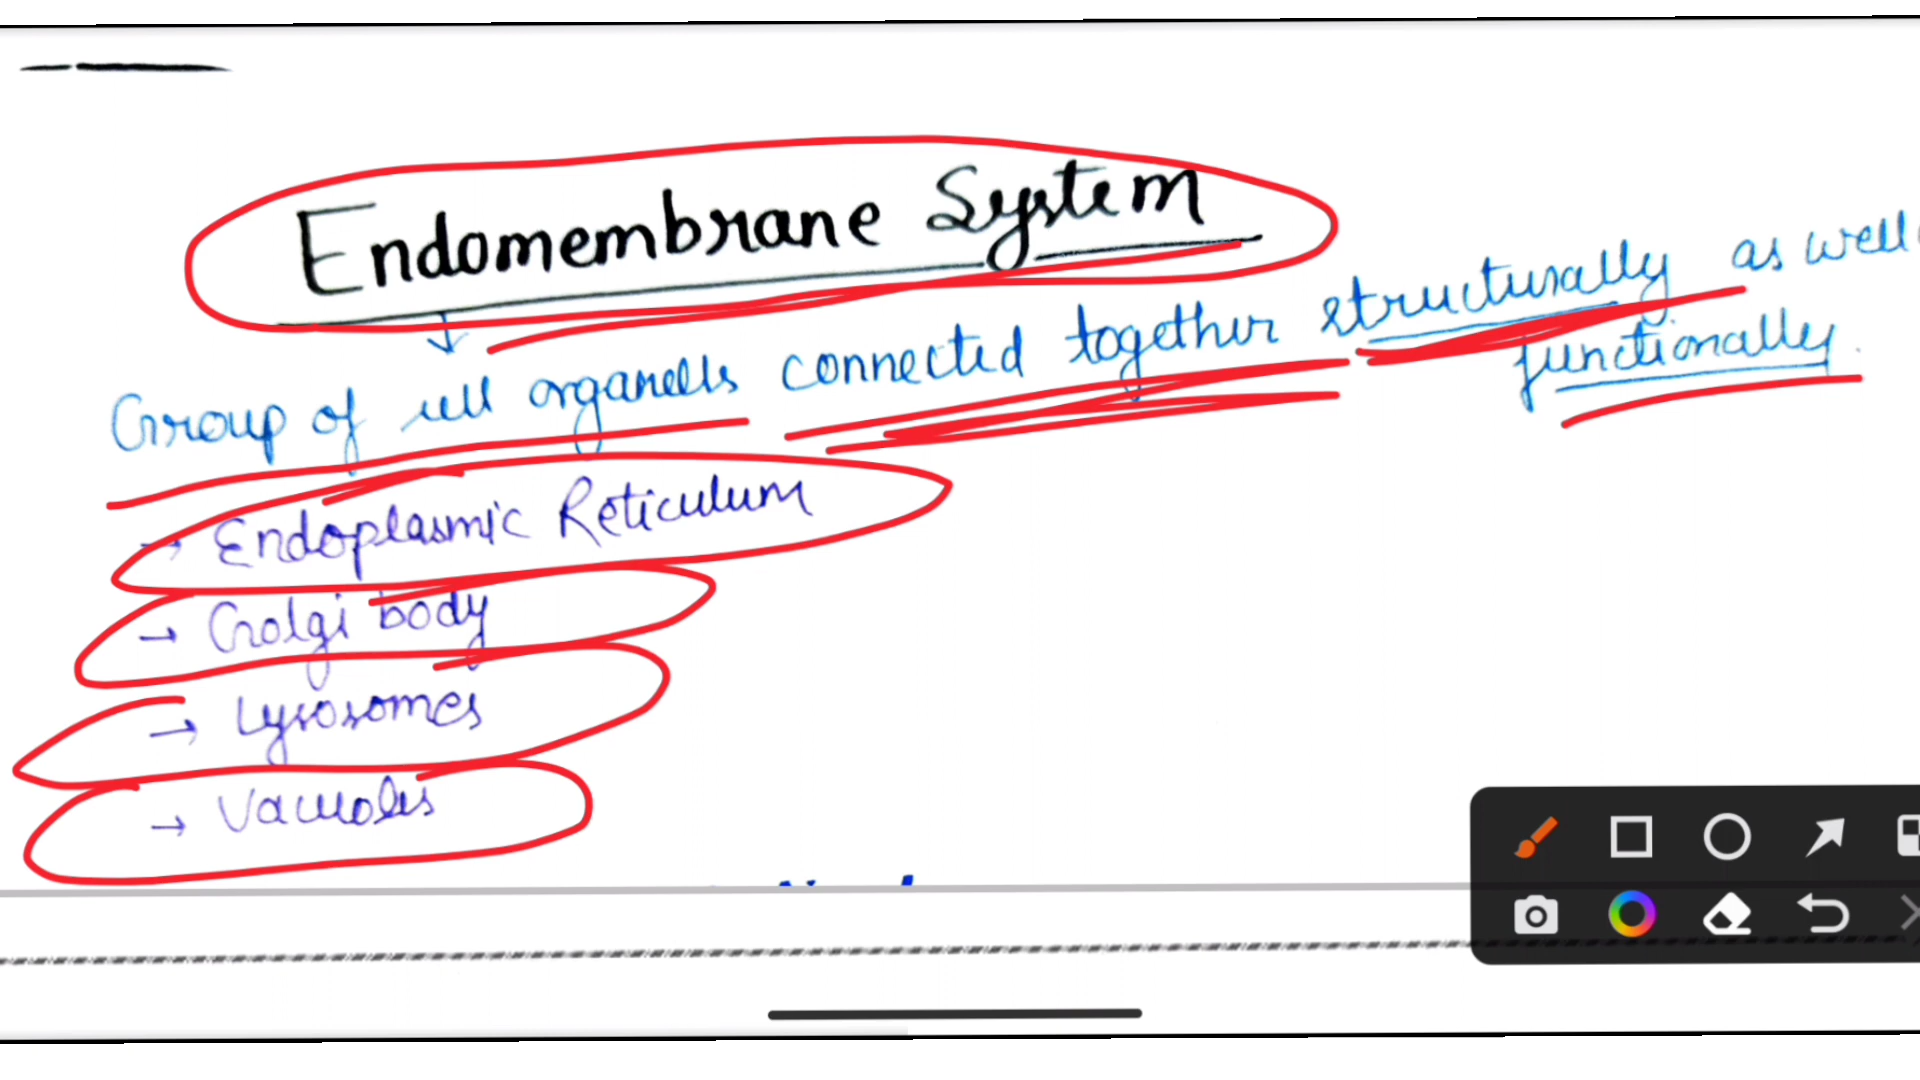 Endomembrane System
Group of cell organells connected together structurally as well
functionally.
→ Endoplasmic Reticulum
→ Golgi body
→ Lysosomes
→ Vacuoles